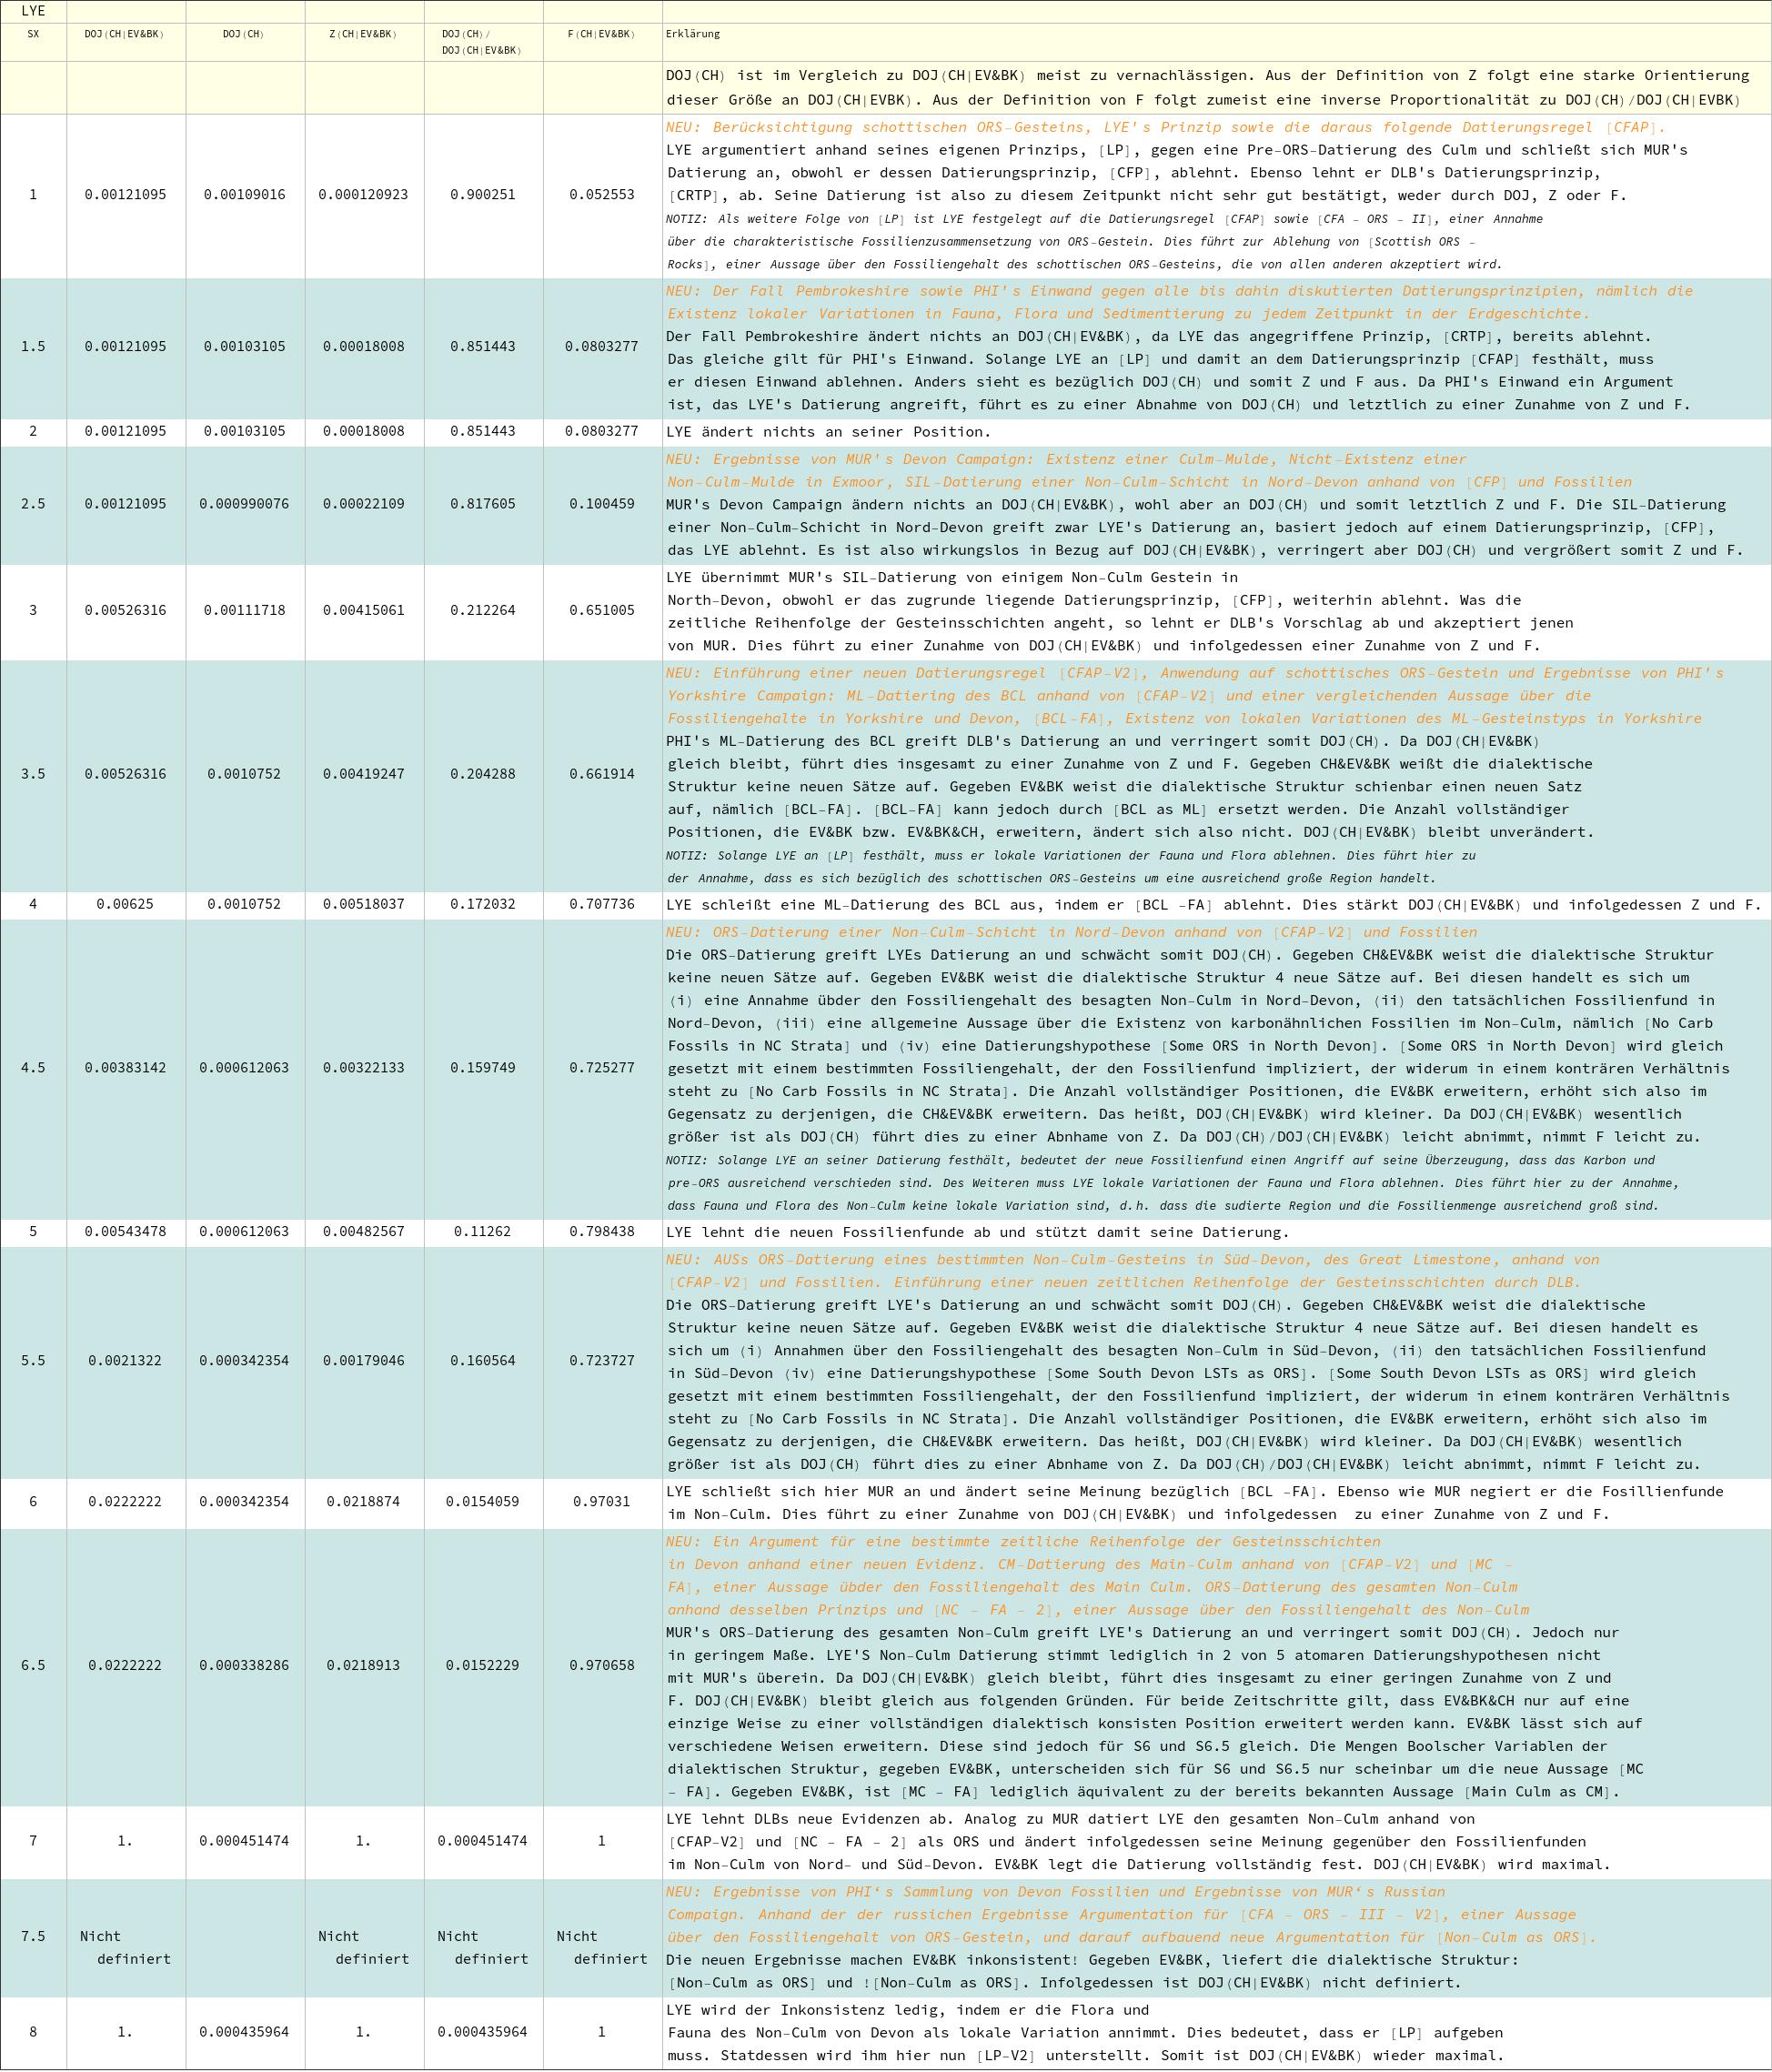 LYE
SX DOJ(CH|EV&BK) DOJ(CH) Z(CH|EV&BK) DOJ(CH)/ F(CH|EV&BK) Erklärung
DOJ(CH|EV&BK)
DOJ(CH) ist im Vergleich zu DOJ(CH|EV&BK) meist zu vernachlässigen. Aus der Definition von Z folgt eine starke Orientierung
dieser Größe an DOJ(CH|EVBK). Aus der Definition von F folgt zumeist eine inverse Proportionalität zu DOJ(CH)/DOJ(CH|EVBK)
NEU: Berücksichtigung schottischen ORS-Gesteins, LYE's Prinzip sowie die daraus folgende Datierungsregel [CFAP].
LYE argumentiert anhand seines eigenen Prinzips, [LP], gegen eine Pre-ORS-Datierung des Culm und schließt sich MUR's
Datierung an, obwohl er dessen Datierungsprinzip, [CFP], ablehnt. Ebenso lehnt er DLB's Datierungsprinzip,
1 0.00121095 0.00109016 0.000120923 0.900251 0.052553 [CRTP], ab. Seine Datierung ist also zu diesem Zeitpunkt nicht sehr gut bestätigt, weder durch DOJ, Z oder F.
NOTIZ: Als weitere Folge von [LP] ist LYE festgelegt auf die Datierungsregel [CFAP] sowie [CFA - ORS - II], einer Annahme
über die charakteristische Fossilienzusammensetzung von ORS-Gestein. Dies führt zur Ablehung von [Scottish ORS -
Rocks], einer Aussage über den Fossiliengehalt des schottischen ORS-Gesteins, die von allen anderen akzeptiert wird.
NEU: Der Fall Pembrokeshire sowie PHI's Einwand gegen alle bis dahin diskutierten Datierungsprinzipien, nämlich die
Existenz lokaler Variationen in Fauna, Flora und Sedimentierung zu jedem Zeitpunkt in der Erdgeschichte.
Der Fall Pembrokeshire ändert nichts an DOJ(CH|EV&BK), da LYE das angegriffene Prinzip, [CRTP], bereits ablehnt.
1.5 0.00121095 0.00103105 0.00018008 0.851443 0.0803277 Das gleiche gilt für PHI's Einwand. Solange LYE an [LP] und damit an dem Datierungsprinzip [CFAP] festhält, muss
er diesen Einwand ablehnen. Anders sieht es bezüglich DOJ(CH) und somit Z und F aus. Da PHI's Einwand ein Argument
ist, das LYE's Datierung angreift, führt es zu einer Abnahme von DOJ(CH) und letztlich zu einer Zunahme von Z und F.
2 0.00121095 0.00103105 0.00018008 0.851443 0.0803277 LYE ändert nichts an seiner Position.
NEU: Ergebnisse von MUR's Devon Campaign: Existenz einer Culm-Mulde, Nicht-Existenz einer
Non-Culm-Mulde in Exmoor, SIL-Datierung einer Non-Culm-Schicht in Nord-Devon anhand von [CFP] und Fossilien
2.5 0.00121095 0.000990076 0.00022109 0.817605 0.100459 MUR's Devon Campaign ändern nichts an DOJ(CH|EV&BK), wohl aber an DOJ(CH) und somit letztlich Z und F. Die SIL-Datierung
einer Non-Culm-Schicht in Nord-Devon greift zwar LYE's Datierung an, basiert jedoch auf einem Datierungsprinzip, [CFP],
das LYE ablehnt. Es ist also wirkungslos in Bezug auf DOJ(CH|EV&BK), verringert aber DOJ(CH) und vergrößert somit Z und F.
LYE übernimmt MUR's SIL-Datierung von einigem Non-Culm Gestein in
3 0.00526316 0.00111718 0.00415061 0.212264 0.651005 North-Devon, obwohl er das zugrunde liegende Datierungsprinzip, [CFP], weiterhin ablehnt. Was die
zeitliche Reihenfolge der Gesteinsschichten angeht, so lehnt er DLB's Vorschlag ab und akzeptiert jenen
von MUR. Dies führt zu einer Zunahme von DOJ(CH|EV&BK) und infolgedessen einer Zunahme von Z und F.
NEU: Einführung einer neuen Datierungsregel [CFAP-V2], Anwendung auf schottisches ORS-Gestein und Ergebnisse von PHI's
Yorkshire Campaign: ML-Datiering des BCL anhand von [CFAP-V2] und einer vergleichenden Aussage über die
Fossiliengehalte in Yorkshire und Devon, [BCL-FA], Existenz von lokalen Variationen des ML-Gesteinstyps in Yorkshire
PHI's ML-Datierung des BCL greift DLB's Datierung an und verringert somit DOJ(CH). Da DOJ(CH|EV&BK)
3.5 0.00526316 0.0010752 0.00419247 0.204288 0.661914 gleich bleibt, führt dies insgesamt zu einer Zunahme von Z und F. Gegeben CH&EV&BK weißt die dialektische
Struktur keine neuen Sätze auf. Gegeben EV&BK weist die dialektische Struktur schienbar einen neuen Satz
auf, nämlich [BCL-FA]. [BCL-FA] kann jedoch durch [BCL as ML] ersetzt werden. Die Anzahl vollständiger
Positionen, die EV&BK bzw. EV&BK&CH, erweitern, ändert sich also nicht. DOJ(CH|EV&BK) bleibt unverändert.
NOTIZ: Solange LYE an [LP] festhält, muss er lokale Variationen der Fauna und Flora ablehnen. Dies führt hier zu
der Annahme, dass es sich bezüglich des schottischen ORS-Gesteins um eine ausreichend große Region handelt.
4 0.00625 0.0010752 0.00518037 0.172032 0.707736 LYE schleißt eine ML-Datierung des BCL aus, indem er [BCL -FA] ablehnt. Dies stärkt DOJ(CH|EV&BK) und infolgedessen Z und F.
NEU: ORS-Datierung einer Non-Culm-Schicht in Nord-Devon anhand von [CFAP-V2] und Fossilien
Die ORS-Datierung greift LYEs Datierung an und schwächt somit DOJ(CH). Gegeben CH&EV&BK weist die dialektische Struktur
keine neuen Sätze auf. Gegeben EV&BK weist die dialektische Struktur 4 neue Sätze auf. Bei diesen handelt es sich um
(i) eine Annahme übder den Fossiliengehalt des besagten Non-Culm in Nord-Devon, (ii) den tatsächlichen Fossilienfund in
Nord-Devon, (iii) eine allgemeine Aussage über die Existenz von karbonähnlichen Fossilien im Non-Culm, nämlich [No Carb
Fossils in NC Strata] und (iv) eine Datierungshypothese [Some ORS in North Devon]. [Some ORS in North Devon] wird gleich
4.5 0.00383142 0.000612063 0.00322133 0.159749 0.725277 gesetzt mit einem bestimmten Fossiliengehalt, der den Fossilienfund impliziert, der widerum in einem konträren Verhältnis
steht zu [No Carb Fossils in NC Strata]. Die Anzahl vollständiger Positionen, die EV&BK erweitern, erhöht sich also im
Gegensatz zu derjenigen, die CH&EV&BK erweitern. Das heißt, DOJ(CH|EV&BK) wird kleiner. Da DOJ(CH|EV&BK) wesentlich
größer ist als DOJ(CH) führt dies zu einer Abnhame von Z. Da DOJ(CH)/DOJ(CH|EV&BK) leicht abnimmt, nimmt F leicht zu.
NOTIZ: Solange LYE an seiner Datierung festhält, bedeutet der neue Fossilienfund einen Angriff auf seine Überzeugung, dass das Karbon und
pre-ORS ausreichend verschieden sind. Des Weiteren muss LYE lokale Variationen der Fauna und Flora ablehnen. Dies führt hier zu der Annahme,
dass Fauna und Flora des Non-Culm keine lokale Variation sind, d.h. dass die sudierte Region und die Fossilienmenge ausreichend groß sind.
5 0.00543478 0.000612063 0.00482567 0.11262 0.798438 LYE lehnt die neuen Fossilienfunde ab und stützt damit seine Datierung.
NEU: AUSs ORS-Datierung eines bestimmten Non-Culm-Gesteins in Süd-Devon, des Great Limestone, anhand von
[CFAP-V2] und Fossilien. Einführung einer neuen zeitlichen Reihenfolge der Gesteinsschichten durch DLB.
Die ORS-Datierung greift LYE's Datierung an und schwächt somit DOJ(CH). Gegeben CH&EV&BK weist die dialektische
Struktur keine neuen Sätze auf. Gegeben EV&BK weist die dialektische Struktur 4 neue Sätze auf. Bei diesen handelt es
sich um (i) Annahmen über den Fossiliengehalt des besagten Non-Culm in Süd-Devon, (ii) den tatsächlichen Fossilienfund
5.5 0.0021322 0.000342354 0.00179046 0.160564 0.723727 in Süd-Devon (iv) eine Datierungshypothese [Some South Devon LSTs as ORS]. [Some South Devon LSTs as ORS] wird gleich
gesetzt mit einem bestimmten Fossiliengehalt, der den Fossilienfund impliziert, der widerum in einem konträren Verhältnis
steht zu [No Carb Fossils in NC Strata]. Die Anzahl vollständiger Positionen, die EV&BK erweitern, erhöht sich also im
Gegensatz zu derjenigen, die CH&EV&BK erweitern. Das heißt, DOJ(CH|EV&BK) wird kleiner. Da DOJ(CH|EV&BK) wesentlich
größer ist als DOJ(CH) führt dies zu einer Abnhame von Z. Da DOJ(CH)/DOJ(CH|EV&BK) leicht abnimmt, nimmt F leicht zu.
6 0.0222222 0.000342354 0.0218874 0.0154059 0.97031 LYE schließt sich hier MUR an und ändert seine Meinung bezüglich [BCL -FA]. Ebenso wie MUR negiert er die Fosillienfunde
im Non-Culm. Dies führt zu einer Zunahme von DOJ(CH|EV&BK) und infolgedessen zu einer Zunahme von Z und F.
NEU: Ein Argument für eine bestimmte zeitliche Reihenfolge der Gesteinsschichten
in Devon anhand einer neuen Evidenz. CM-Datierung des Main-Culm anhand von [CFAP-V2] und [MC -
FA], einer Aussage übder den Fossiliengehalt des Main Culm. ORS-Datierung des gesamten Non-Culm
anhand desselben Prinzips und [NC - FA - 2], einer Aussage über den Fossiliengehalt des Non-Culm
MUR's ORS-Datierung des gesamten Non-Culm greift LYE's Datierung an und verringert somit DOJ(CH). Jedoch nur
6.5 0.0222222 0.000338286 0.0218913 0.0152229 0.970658 in geringem Maße. LYE'S Non-Culm Datierung stimmt lediglich in 2 von 5 atomaren Datierungshypothesen nicht
mit MUR's überein. Da DOJ(CH|EV&BK) gleich bleibt, führt dies insgesamt zu einer geringen Zunahme von Z und
F. DOJ(CH|EV&BK) bleibt gleich aus folgenden Gründen. Für beide Zeitschritte gilt, dass EV&BK&CH nur auf eine
einzige Weise zu einer vollständigen dialektisch konsisten Position erweitert werden kann. EV&BK lässt sich auf
verschiedene Weisen erweitern. Diese sind jedoch für S6 und S6.5 gleich. Die Mengen Boolscher Variablen der
dialektischen Struktur, gegeben EV&BK, unterscheiden sich für S6 und S6.5 nur scheinbar um die neue Aussage [MC
- FA]. Gegeben EV&BK, ist [MC - FA] lediglich äquivalent zu der bereits bekannten Aussage [Main Culm as CM].
LYE lehnt DLBs neue Evidenzen ab. Analog zu MUR datiert LYE den gesamten Non-Culm anhand von
7 1. 0.000451474 1. 0.000451474 1 [CFAP-V2] und [NC - FA - 2] als ORS und ändert infolgedessen seine Meinung gegenüber den Fossilienfunden
im Non-Culm von Nord- und Süd-Devon. EV&BK legt die Datierung vollständig fest. DOJ(CH|EV&BK) wird maximal.
NEU: Ergebnisse von PHI‘s Sammlung von Devon Fossilien und Ergebnisse von MUR‘s Russian
Compaign. Anhand der der russichen Ergebnisse Argumentation für [CFA - ORS - III - V2], einer Aussage
7.5 Nicht Nicht Nicht Nicht über den Fossiliengehalt von ORS-Gestein, und darauf aufbauend neue Argumentation für [Non-Culm as ORS].
definiert definiert definiert definiert Die neuen Ergebnisse machen EV&BK inkonsistent! Gegeben EV&BK, liefert die dialektische Struktur:
[Non-Culm as ORS] und ![Non-Culm as ORS]. Infolgedessen ist DOJ(CH|EV&BK) nicht definiert.
LYE wird der Inkonsistenz ledig, indem er die Flora und
8 1. 0.000435964 1. 0.000435964 1 Fauna des Non-Culm von Devon als lokale Variation annimmt. Dies bedeutet, dass er [LP] aufgeben
muss. Statdessen wird ihm hier nun [LP-V2] unterstellt. Somit ist DOJ(CH|EV&BK) wieder maximal.